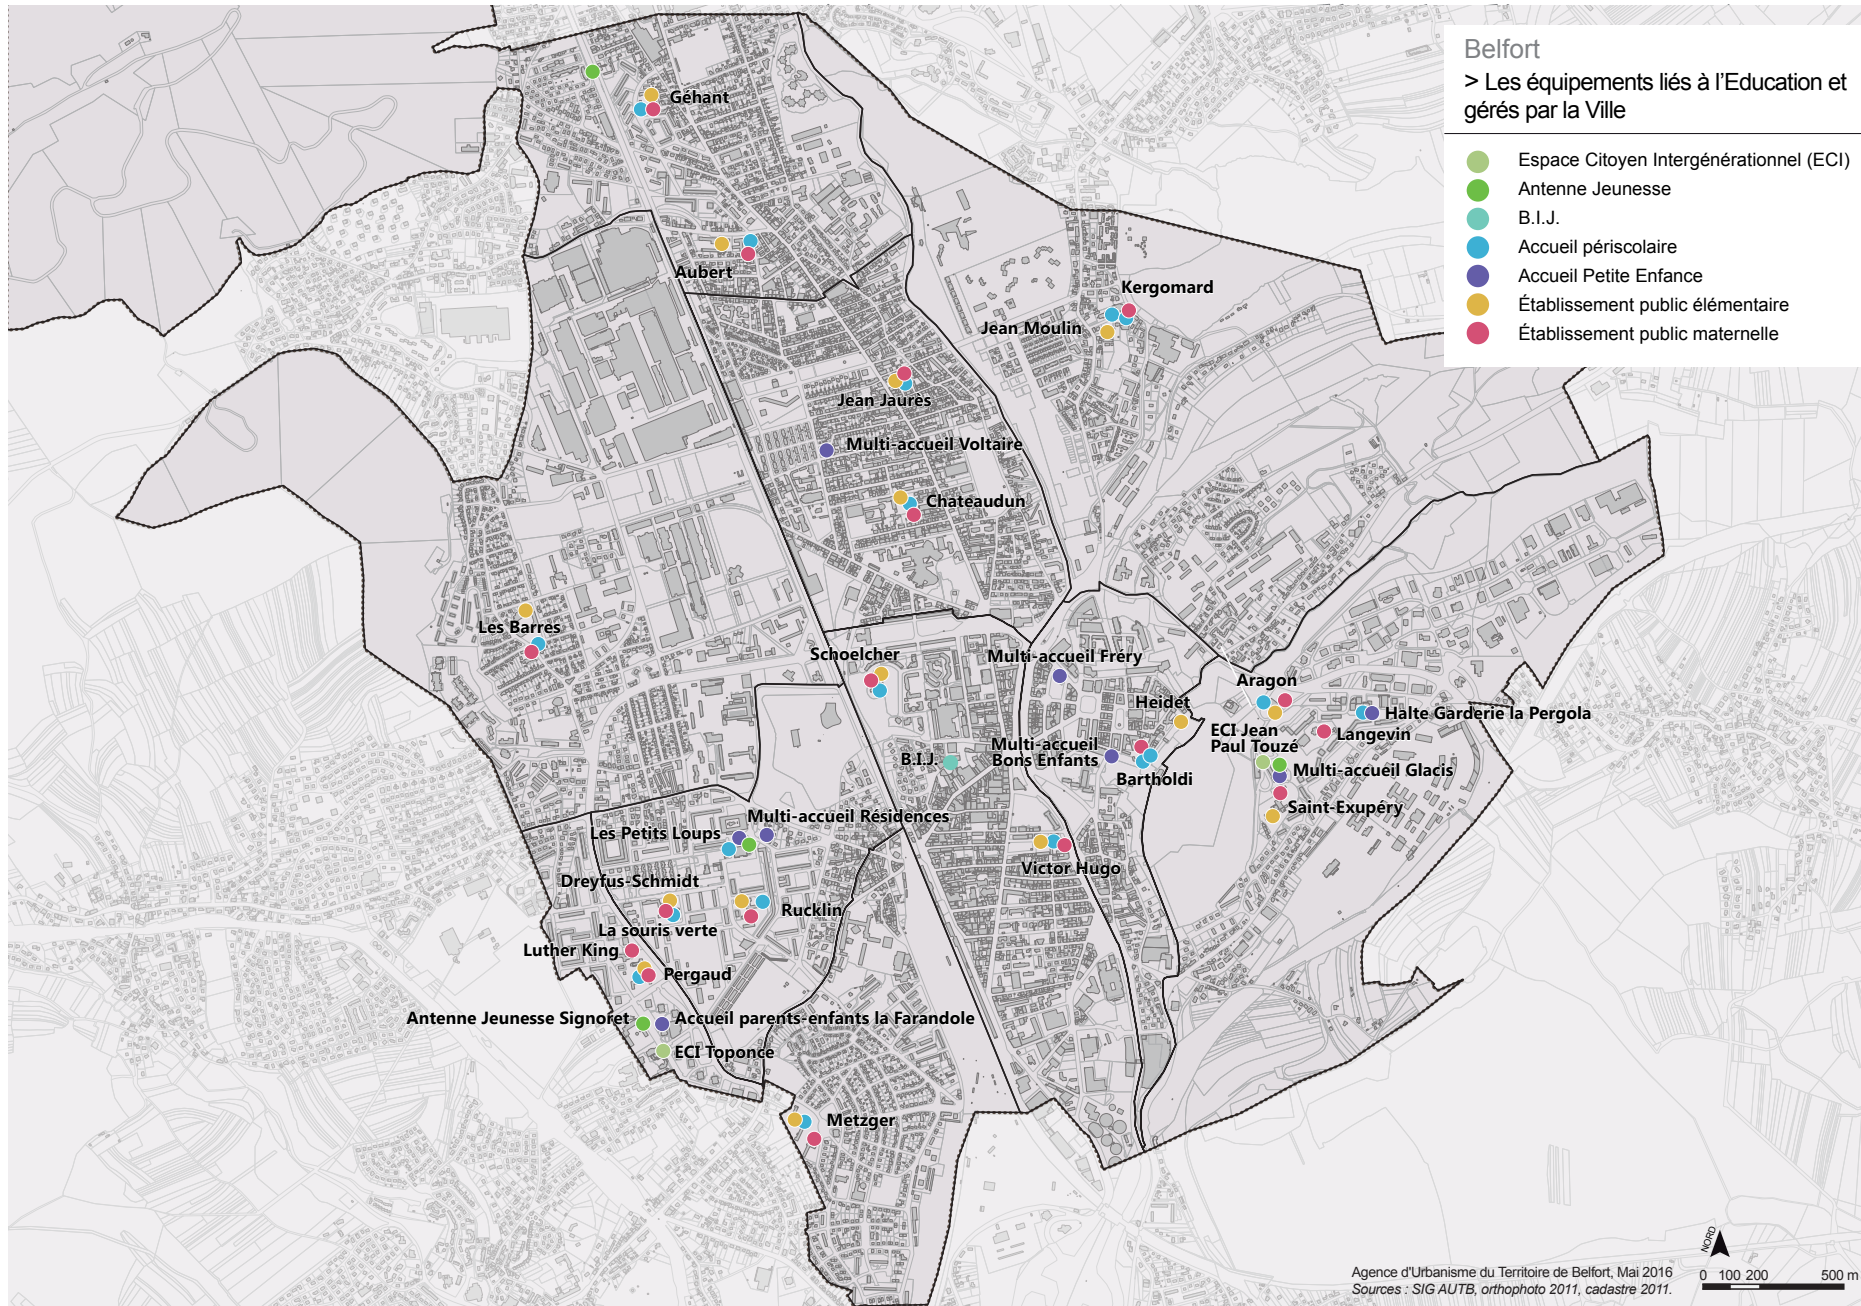 Belfort
> Les équipements liés à l'Education et
gérés par la Ville
Espace Citoyen Intergénérationnel (ECI)
Antenne Jeunesse
B.I.J.
Accueil périscolaire
Accueil Petite Enfance
Établissement public élémentaire
Établissement public maternelle
Géhant
Aubert
Kergomard
Jean Moulin
Jean Jaurès
Multi-accueil Voltaire
Chateaudun
Les Barres
Schoelcher
Multi-accueil Fréry
Heidet
Aragon
Halte Garderie la Pergola
ECI Jean
Paul Touzé
Langevin
Multi-accueil
Bons Enfants
B.I.J.
Bartholdi
Multi-accueil Glacis
Saint-Exupéry
Multi-accueil Résidences
Les Petits Loups
Victor Hugo
Dreyfus-Schmidt
Rucklin
La souris verte
Luther King
Pergaud
Antenne Jeunesse Signoret
Accueil parents-enfants la Farandole
ECI Toponce
Metzger
NORD
Agence d'Urbanisme du Territoire de Belfort, Mai 2016
Sources : SIG AUTB, orthophoto 2011, cadastre 2011.
0 100 200 500 m